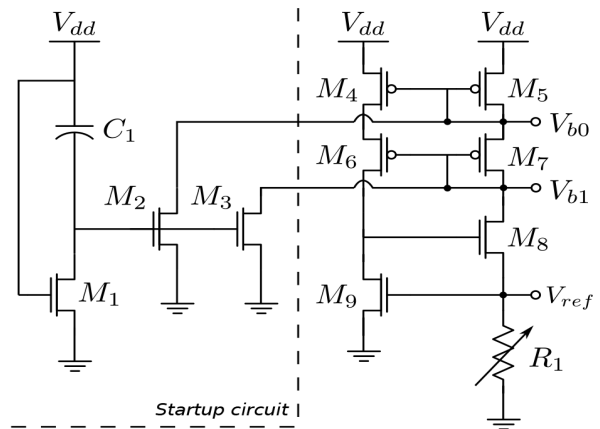 Vdd
Vdd
Vdd
M4
M5
C1
Vb0
M6
M7
M2
M3
Vb1
M8
M1
M9
Vref
R1
Startup circuit